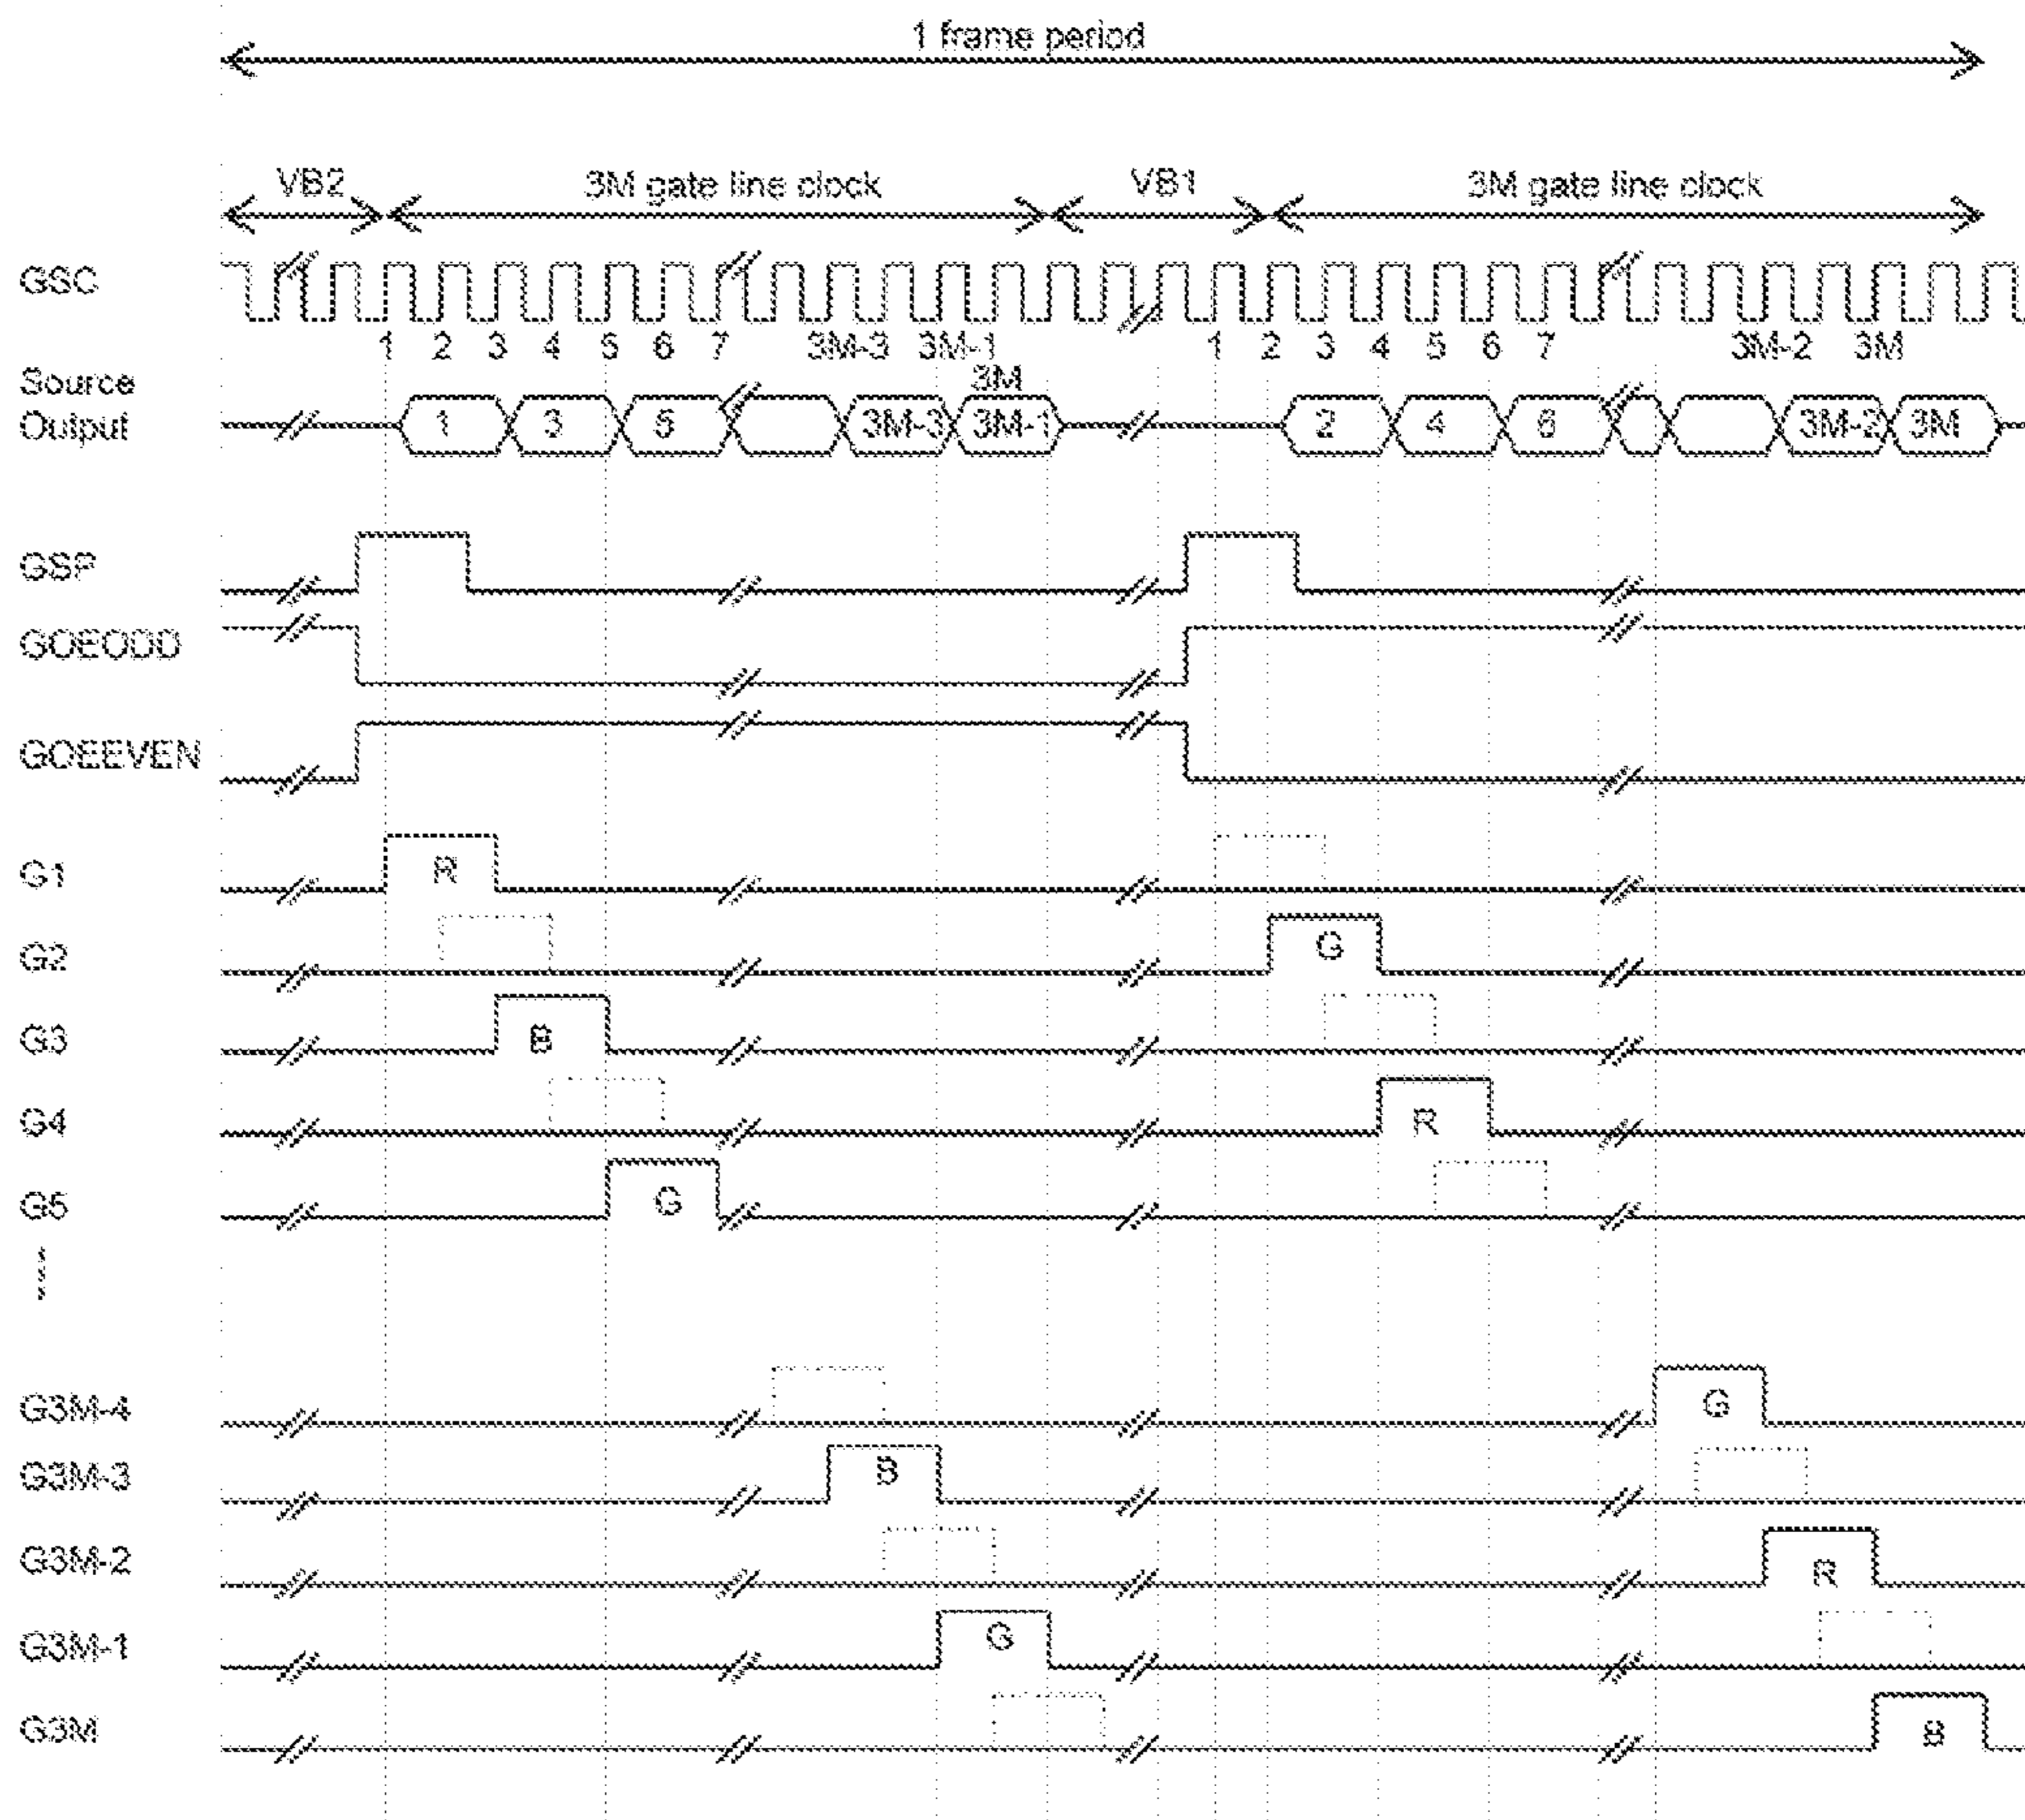 1 frame period
VB2 3M gate line clock VB1 3M gate line clock
GSC
1 2 3 4 5 6 7 3M-3 3M-1 1 2 3 4 5 6 7 3M-2 3M
Source
Output
3M
1 3 5 3M-3 3M-1 2 4 6 3M-2 3M
GSP
GOEODD
GOEEVEN
G1 R
G2 G
G3 B
G4 R
G5 G
G3M-4 G
G3M-3 B
G3M-2 R
G3M-1 G
G3M B